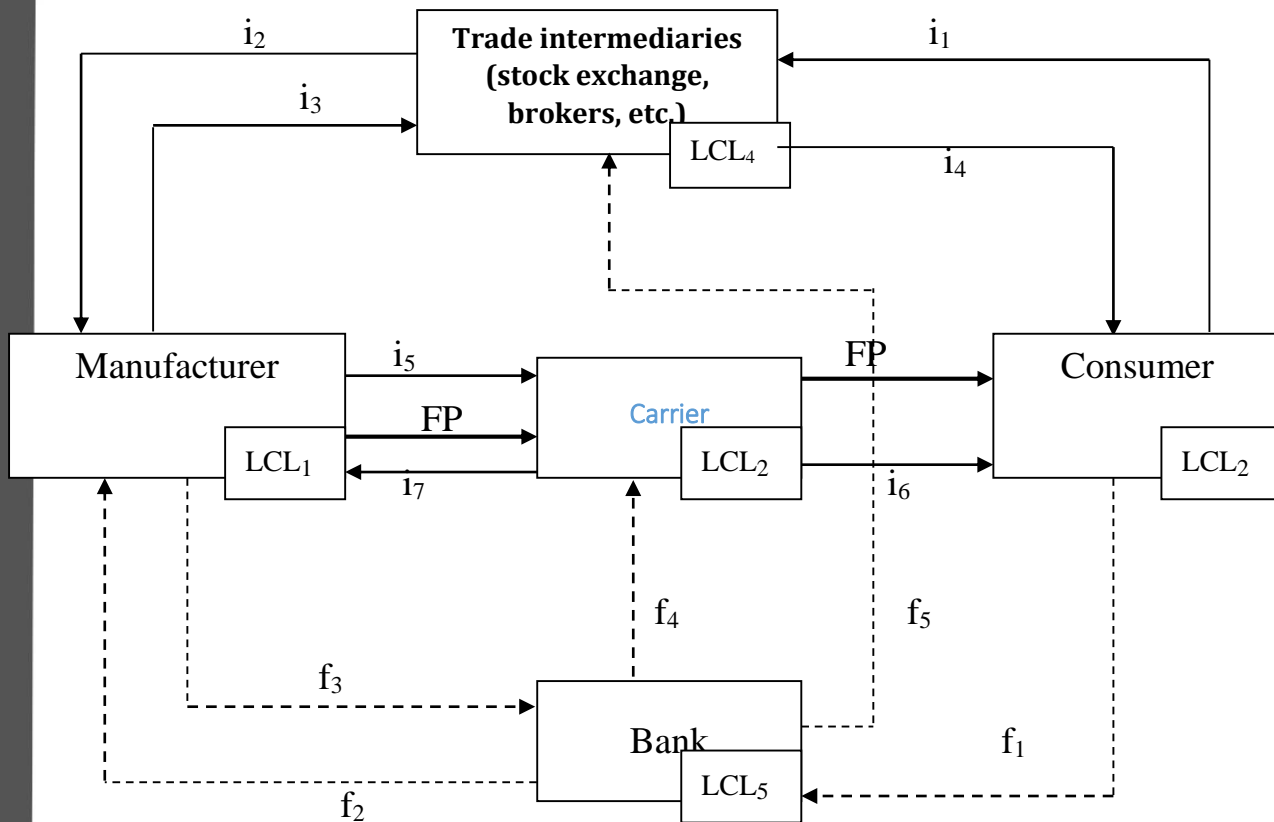 i₂
Trade intermediaries
(stock exchange,
brokers, etc.)
i₁
i₃
LCL₄
i₄
Manufacturer
i₅
FP
Consumer
Carrier
FP
LCL₁
LCL₂
LCL₂
i₇
i₆
f₄
f₅
f₃
Bank
f₁
LCL₅
f₂